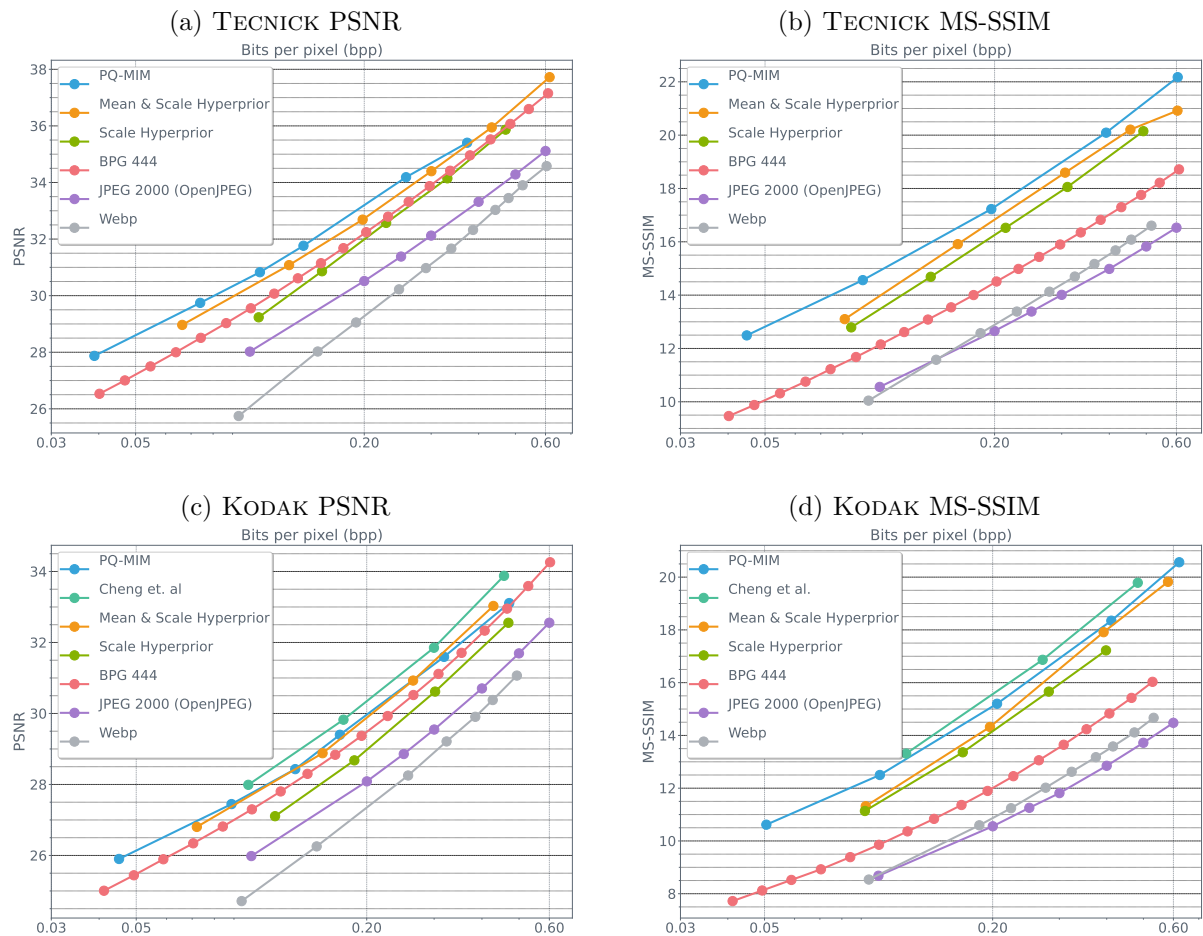 (a) TECNICK PSNR
Bits per pixel (bpp)
38
36
34
32
30
28
26
PSNR
PQ-MIM
Mean & Scale Hyperprior
Scale Hyperprior
BPG 444
JPEG 2000 (OpenJPEG)
Webp
0.03
0.05
0.20
0.60
(b) TECNICK MS-SSIM
Bits per pixel (bpp)
22
20
18
16
14
12
10
MS-SSIM
PQ-MIM
Mean & Scale Hyperprior
Scale Hyperprior
BPG 444
JPEG 2000 (OpenJPEG)
Webp
0.03
0.05
0.20
0.60
(c) KODAK PSNR
Bits per pixel (bpp)
34
32
30
28
26
PSNR
PQ-MIM
Cheng et. al
Mean & Scale Hyperprior
Scale Hyperprior
BPG 444
JPEG 2000 (OpenJPEG)
Webp
0.03
0.05
0.20
0.60
(d) KODAK MS-SSIM
Bits per pixel (bpp)
20
18
16
14
12
10
8
MS-SSIM
PQ-MIM
Cheng et al.
Mean & Scale Hyperprior
Scale Hyperprior
BPG 444
JPEG 2000 (OpenJPEG)
Webp
0.03
0.05
0.20
0.60